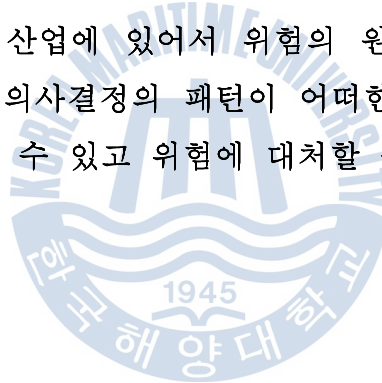 산업에 있어서 위험의 원
의사결정의 패턴이 어떠한
수 있고 위험에 대처할
KOREA MARITIME UNIVERSITY
1945
한국해양대학교